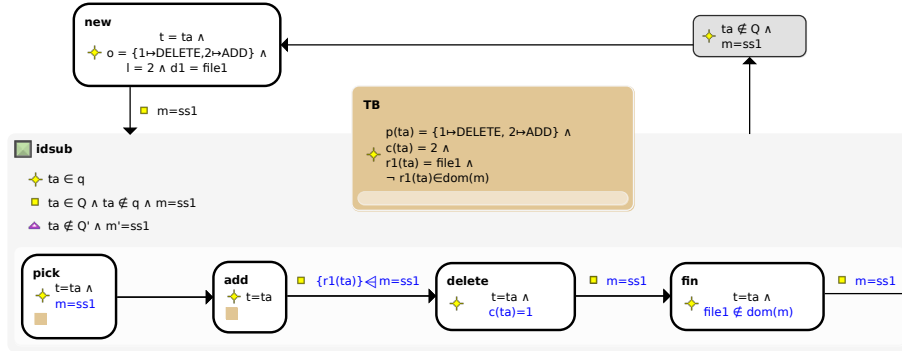 new
t = ta ∧
o = {1↦DELETE,2↦ADD} ∧
l = 2 ∧ d1 = file1
ta ∉ Q ∧
m=ss1
m=ss1
TB
p(ta) = {1↦DELETE, 2↦ADD} ∧
c(ta) = 2 ∧
r1(ta) = file1 ∧
¬ r1(ta)∈dom(m)
idsub
ta ∈ q
ta ∈ Q ∧ ta ∉ q ∧ m=ss1
ta ∉ Q' ∧ m'=ss1
pick
t=ta ∧
m=ss1
add
t=ta
{r1(ta)}⩤m=ss1
delete
t=ta ∧
c(ta)=1
m=ss1
fin
t=ta ∧
file1 ∉ dom(m)
m=ss1